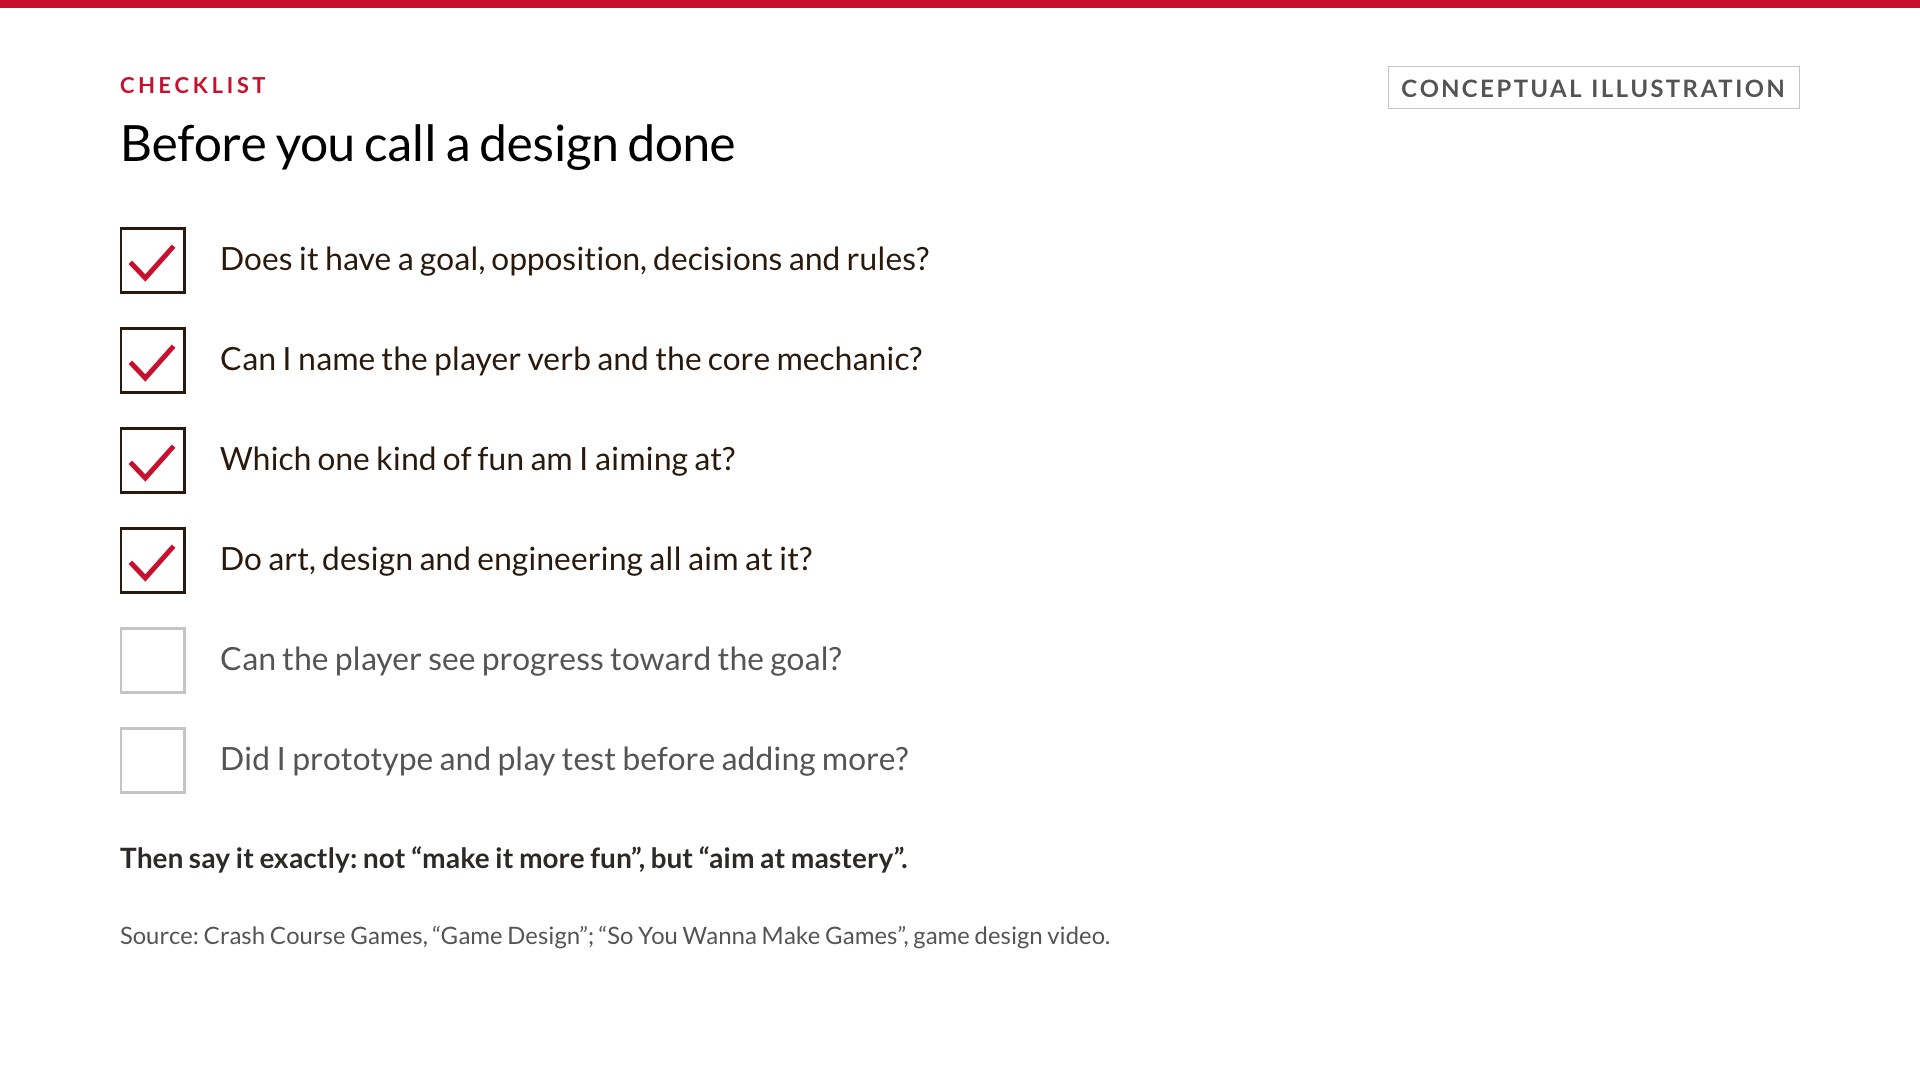 CHECKLIST
CONCEPTUAL ILLUSTRATION
Before you call a design done
Does it have a goal, opposition, decisions and rules?
Can I name the player verb and the core mechanic?
Which one kind of fun am I aiming at?
Do art, design and engineering all aim at it?
Can the player see progress toward the goal?
Did I prototype and play test before adding more?
Then say it exactly: not “make it more fun”, but “aim at mastery”.
Source: Crash Course Games, “Game Design”; “So You Wanna Make Games”, game design video.